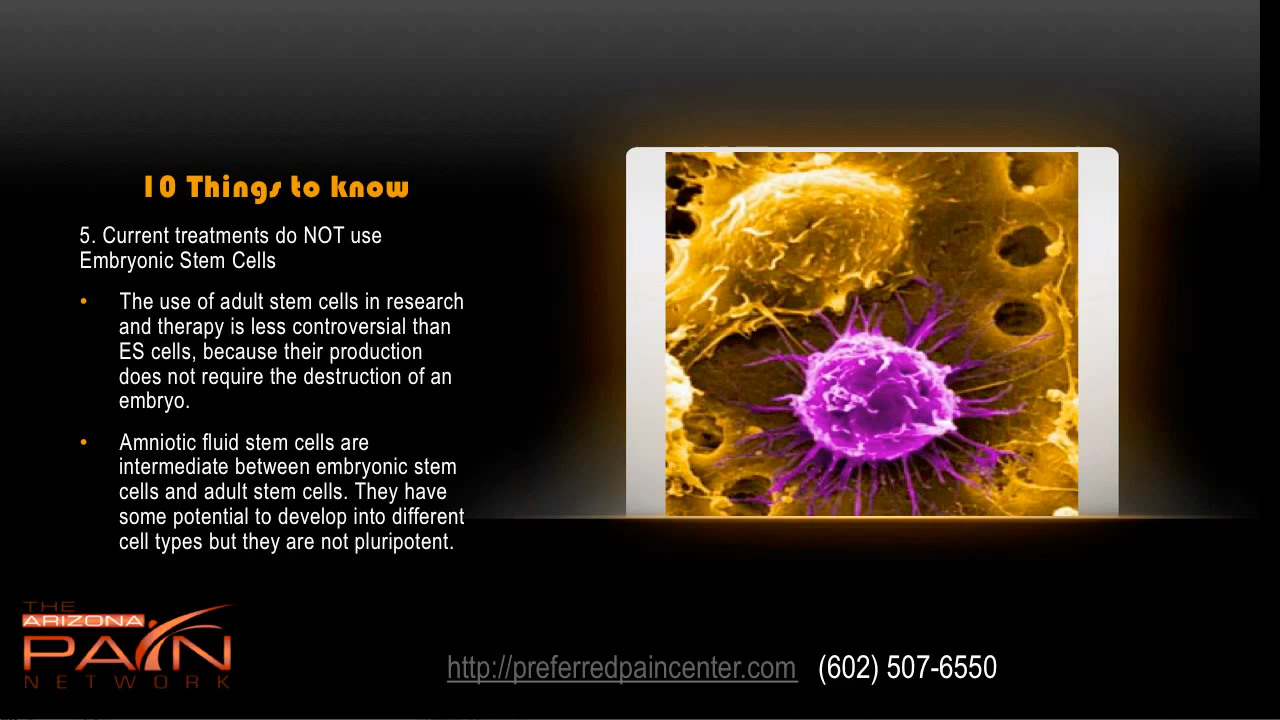 10 Things to know
5. Current treatments do NOT use
Embryonic Stem Cells
• The use of adult stem cells in research
and therapy is less controversial than
ES cells, because their production
does not require the destruction of an
embryo.
• Amniotic fluid stem cells are
intermediate between embryonic stem
cells and adult stem cells. They have
some potential to develop into different
cell types but they are not pluripotent.
THE
ARIZONA
PAIN
NETWORK
http://preferredpaincenter.com (602) 507-6550